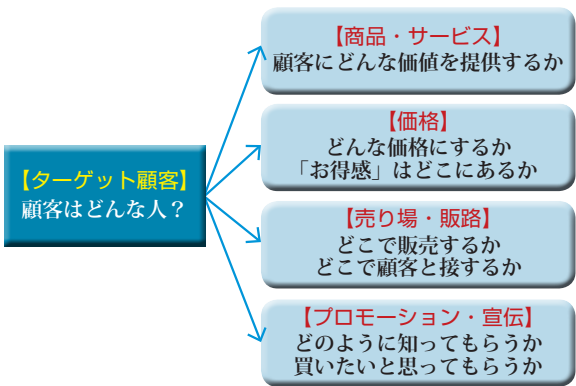 【ターゲット顧客】
顧客はどんな人？
【商品・サービス】
顧客にどんな価値を提供するか
【価格】
どんな価格にするか
「お得感」はどこにあるか
【売り場・販路】
どこで販売するか
どこで顧客と接するか
【プロモーション・宣伝】
どのように知ってもらうか
買いたいと思ってもらうか